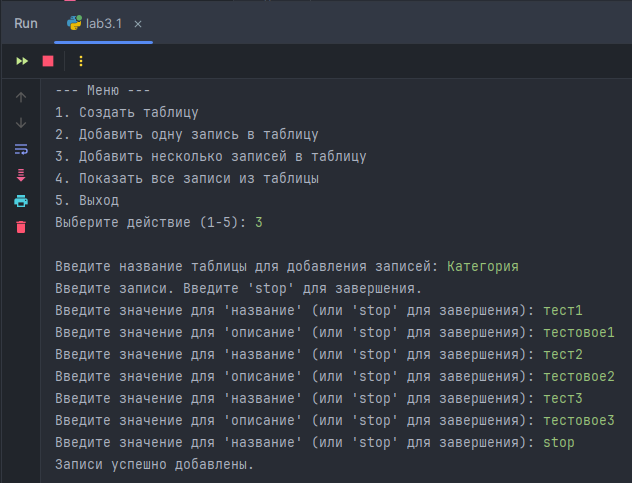 Run lab3.1
--- Меню ---
1. Создать таблицу
2. Добавить одну запись в таблицу
3. Добавить несколько записей в таблицу
4. Показать все записи из таблицы
5. Выход
Выберите действие (1-5): 3
Введите название таблицы для добавления записей: Категория
Введите записи. Введите 'stop' для завершения.
Введите значение для 'название' (или 'stop' для завершения): тест1
Введите значение для 'описание' (или 'stop' для завершения): тестовое1
Введите значение для 'название' (или 'stop' для завершения): тест2
Введите значение для 'описание' (или 'stop' для завершения): тестовое2
Введите значение для 'название' (или 'stop' для завершения): тест3
Введите значение для 'описание' (или 'stop' для завершения): тестовое3
Введите значение для 'название' (или 'stop' для завершения): stop
Записи успешно добавлены.